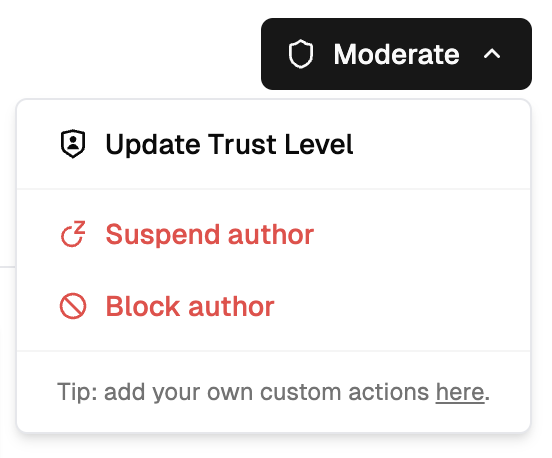 Moderate
Update Trust Level
Suspend author
Block author
Tip: add your own custom actions here.